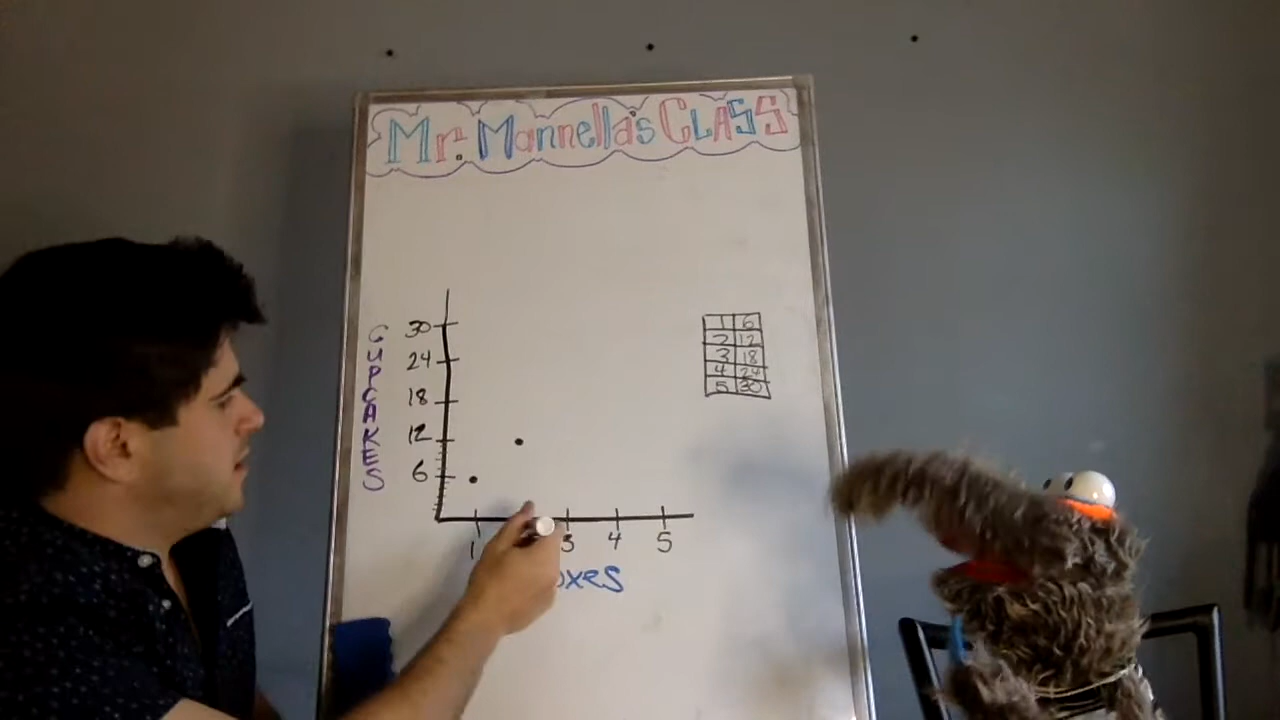 Mr. Mannella's CLASS
CUPCAKES
30
24
18
12
6
1 3 4 5
oxes
1 6
2 12
3 18
4 24
5 30